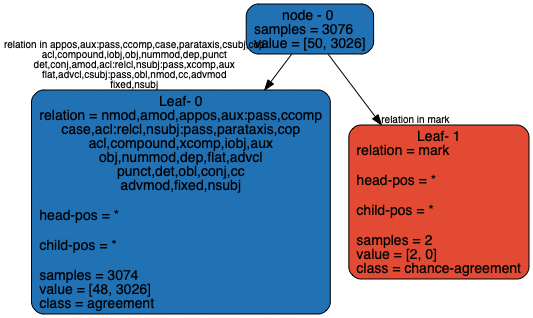 node - 0
samples = 3076
value = [50, 3026]
relation in appos,aux:pass,ccomp,case,parataxis,csubj,cop
acl,compound,iobj,obj,nummod,dep,punct
det,conj,amod,acl:relcl,nsubj:pass,xcomp,aux
flat,advcl,csubj:pass,obl,nmod,cc,advmod
fixed,nsubj
relation in mark
Leaf- 0
relation = nmod,amod,appos,aux:pass,ccomp
case,acl:relcl,nsubj:pass,parataxis,cop
acl,compound,xcomp,iobj,aux
obj,nummod,dep,flat,advcl
punct,det,obl,conj,cc
advmod,fixed,nsubj
head-pos = *
child-pos = *
samples = 3074
value = [48, 3026]
class = agreement
Leaf- 1
relation = mark
head-pos = *
child-pos = *
samples = 2
value = [2, 0]
class = chance-agreement